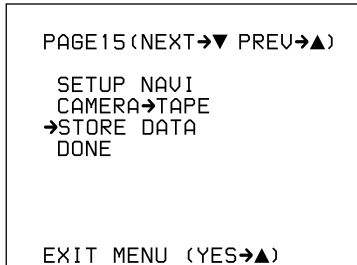 PAGE15(NEXT➔▼ PREV➔▲)
SETUP NAVI
CAMERA➔TAPE
➔STORE DATA
DONE
EXIT MENU (YES➔▲)